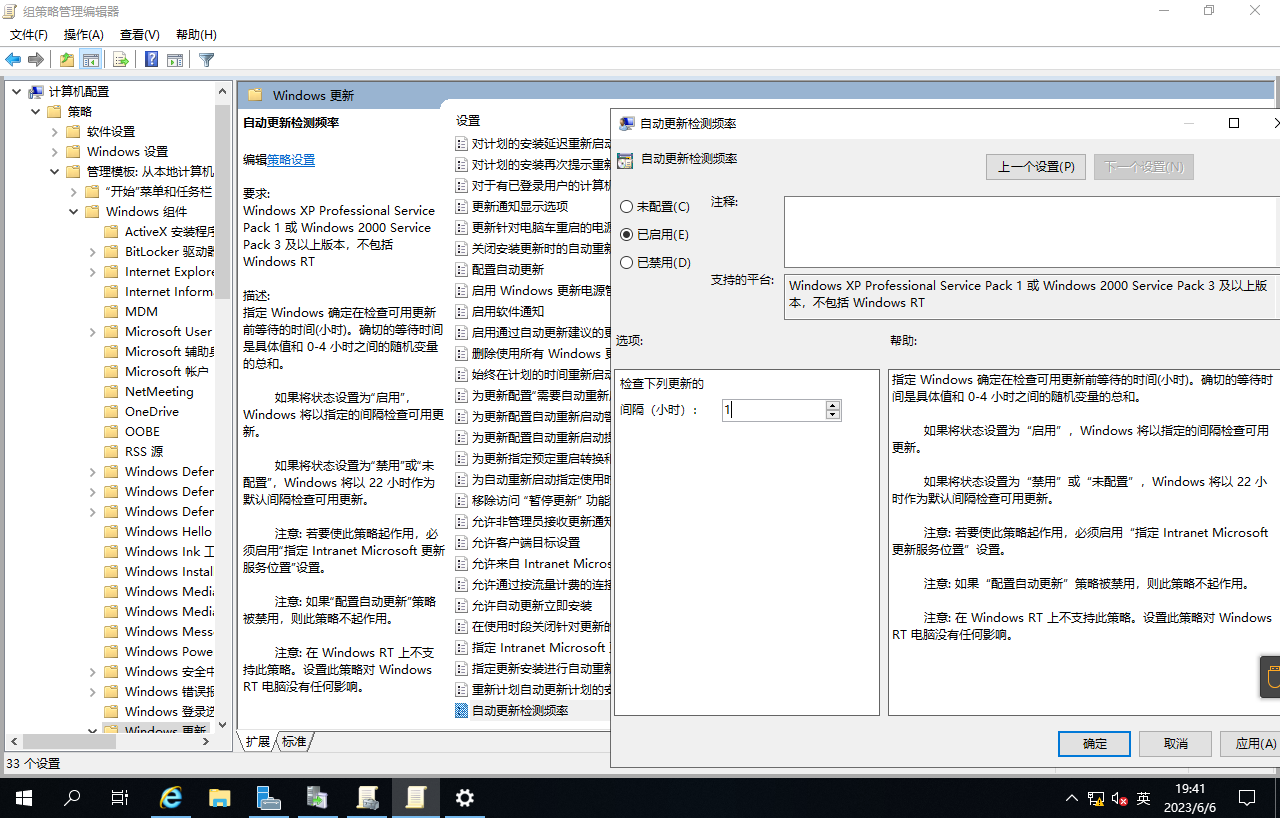 组策略管理编辑器
文件(F) 操作(A) 查看(V) 帮助(H)
计算机配置
策略
软件设置
Windows 设置
管理模板: 从本地计算机
“开始”菜单和任务栏
Windows 组件
ActiveX 安装程序
BitLocker 驱动器
Internet Explore
Internet Inform
MDM
Microsoft User
Microsoft 辅助具
Microsoft 帐户
NetMeeting
OneDrive
OOBE
RSS 源
Windows Defen
Windows Defen
Windows Defen
Windows Hello
Windows Ink 工
Windows Instal
Windows Media
Windows Media
Windows Mess
Windows Powe
Windows 安全中
Windows 错误报
Windows 登录选
Windows 更新
33 个设置
Windows 更新
自动更新检测频率
编辑策略设置
要求:
Windows XP Professional Service
Pack 1 或 Windows 2000 Service
Pack 3 及以上版本，不包括
Windows RT
描述:
指定 Windows 确定在检查可用更新
前等待的时间(小时)。确切的等待时间
是具体值和 0-4 小时之间的随机变量
的总和。
如果将状态设置为“启用”，
Windows 将以指定的间隔检查可用更
新。
如果将状态设置为“禁用”或“未
配置”，Windows 将以 22 小时作为
默认间隔检查可用更新。
注意: 若要使此策略起作用，必
须启用“指定 Intranet Microsoft 更新
服务位置”设置。
注意: 如果“配置自动更新”策略
被禁用，则此策略不起作用。
注意: 在 Windows RT 上不支
持此策略。设置此策略对 Windows
RT 电脑没有任何影响。
扩展 标准
设置
对计划的安装延迟重新启动
对计划的安装再次提示重新
对于有已登录用户的计算机
更新通知显示选项
更新针对电脑车重启的电源
关闭安装更新时的自动重新
配置自动更新
启用 Windows 更新电源管
启用软件通知
启用通过自动更新建议的更
删除使用所有 Windows 更
始终在计划的时间重新启动
为更新配置“需要自动重新启
为更新配置自动重新启动警
为更新配置自动重新启动提
为更新指定预定重启转换和
为自动重新启动指定使用时
移除访问 “暂停更新” 功能
允许非管理员接收更新通知
允许客户端目标设置
允许来自 Intranet Micros
允许通过按流量计费的连接
允许自动更新立即安装
在使用时段关闭针对更新的
指定 Intranet Microsoft
指定更新安装进行自动重新
重新计划自动更新计划的安
自动更新检测频率
自动更新检测频率
自动更新检测频率
上一个设置(P) 下一个设置(N)
未配置(C)
已启用(E)
已禁用(D)
注释:
支持的平台:
Windows XP Professional Service Pack 1 或 Windows 2000 Service Pack 3 及以上版
本，不包括 Windows RT
选项:
检查下列更新的
间隔（小时）: 1
帮助:
指定 Windows 确定在检查可用更新前等待的时间(小时)。确切的等待时
间是具体值和 0-4 小时之间的随机变量的总和。
如果将状态设置为“启用”，Windows 将以指定的间隔检查可用
更新。
如果将状态设置为“禁用”或“未配置”，Windows 将以 22 小
时作为默认间隔检查可用更新。
注意: 若要使此策略起作用，必须启用“指定 Intranet Microsoft
更新服务位置”设置。
注意: 如果“配置自动更新”策略被禁用，则此策略不起作用。
注意: 在 Windows RT 上不支持此策略。设置此策略对 Windows
RT 电脑没有任何影响。
确定 取消 应用(A)
英
19:41
2023/6/6